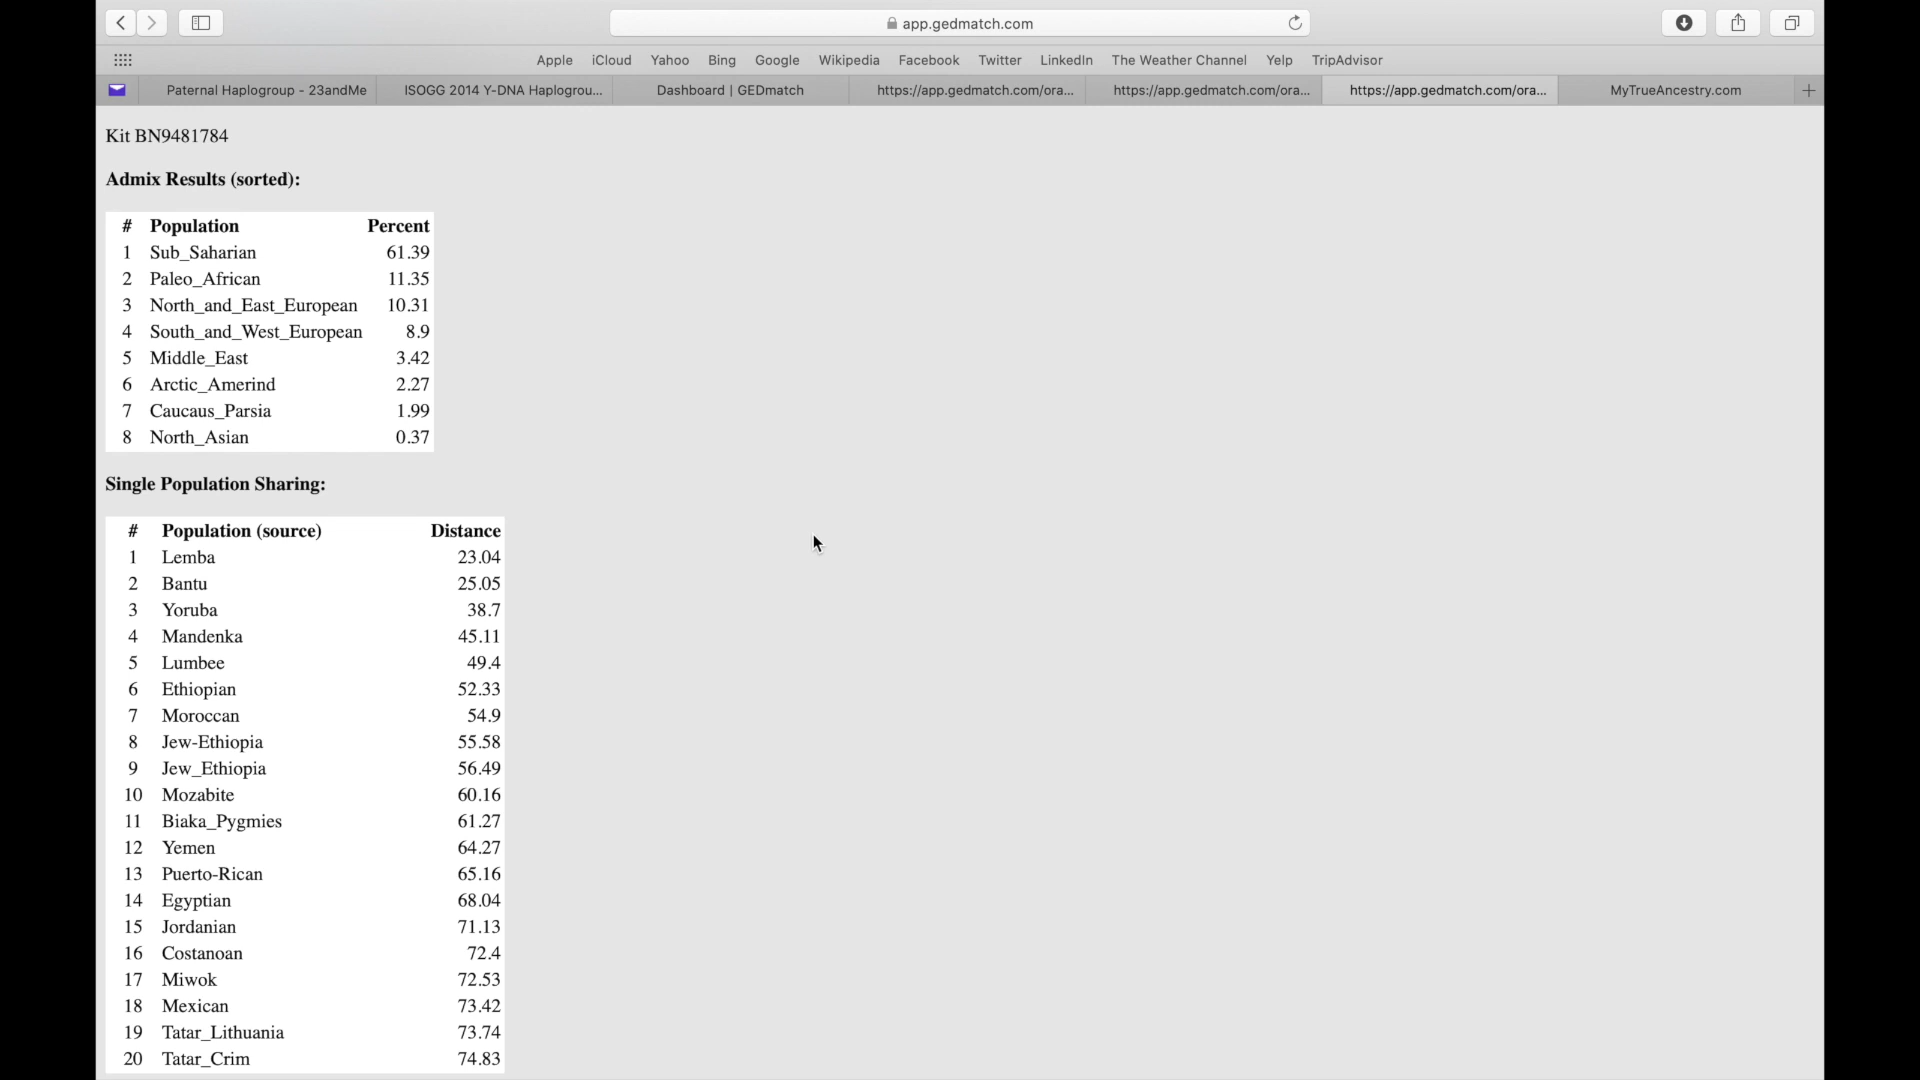 app.gedmatch.com
Apple iCloud Yahoo Bing Google Wikipedia Facebook Twitter LinkedIn The Weather Channel Yelp TripAdvisor
Paternal Haplogroup - 23andMe ISOGG 2014 Y-DNA Haplogrou... Dashboard | GEDmatch https://app.gedmatch.com/ora... https://app.gedmatch.com/ora... https://app.gedmatch.com/ora... MyTrueAncestry.com
Kit BN9481784
Admix Results (sorted):
# Population Percent
1 Sub_Saharian 61.39
2 Paleo_African 11.35
3 North_and_East_European 10.31
4 South_and_West_European 8.9
5 Middle_East 3.42
6 Arctic_Amerind 2.27
7 Caucaus_Parsia 1.99
8 North_Asian 0.37
Single Population Sharing:
# Population (source) Distance
1 Lemba 23.04
2 Bantu 25.05
3 Yoruba 38.7
4 Mandenka 45.11
5 Lumbee 49.4
6 Ethiopian 52.33
7 Moroccan 54.9
8 Jew-Ethiopia 55.58
9 Jew_Ethiopia 56.49
10 Mozabite 60.16
11 Biaka_Pygmies 61.27
12 Yemen 64.27
13 Puerto-Rican 65.16
14 Egyptian 68.04
15 Jordanian 71.13
16 Costanoan 72.4
17 Miwok 72.53
18 Mexican 73.42
19 Tatar_Lithuania 73.74
20 Tatar_Crim 74.83